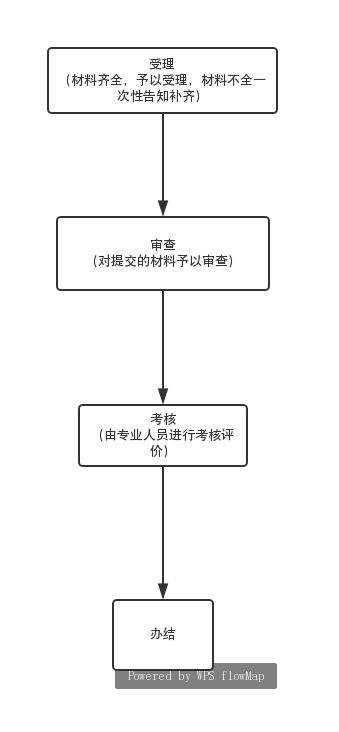 受理
（材料齐全，予以受理，材料不全一
次性告知补齐）
审查
（对提交的材料予以审查）
考核
（由专业人员进行考核评
价）
办结
Powered by WPS flowMap